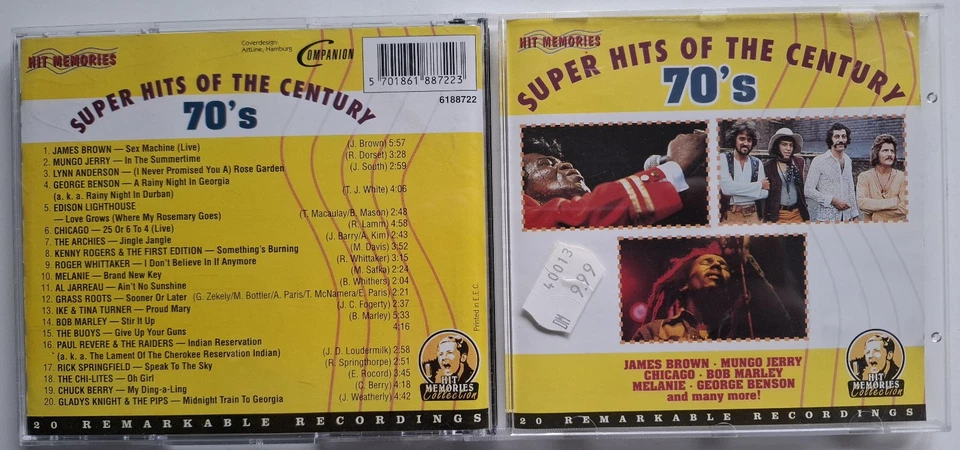 HIT MEMORIES
Coverdesign:
ArtLine, Hamburg
COMPANION
5 701861 887223
6188722
SUPER HITS OF THE CENTURY
70's
1. JAMES BROWN — Sex Machine (Live) (J. Brown) 5:57
2. MUNGO JERRY — In The Summertime (R. Dorset) 3:28
3. LYNN ANDERSON — (I Never Promised You A) Rose Garden (J. South) 2:59
4. GEORGE BENSON — A Rainy Night In Georgia
(a. k. a. Rainy Night In Durban) (T. J. White) 4:06
5. EDISON LIGHTHOUSE
— Love Grows (Where My Rosemary Goes) (T. Macaulay/B. Mason) 2:48
6. CHICAGO — 25 Or 6 To 4 (Live) (R. Lamm) 4:58
7. THE ARCHIES — Jingle Jangle (J. Barry/A. Kim) 2:43
8. KENNY ROGERS & THE FIRST EDITION — Something's Burning (M. Davis) 3:52
9. ROGER WHITTAKER — I Don't Believe In If Anymore (R. Whittaker) 3:15
10. MELANIE — Brand New Key (M. Safka) 2:24
11. AL JARREAU — Ain't No Sunshine (B. Whithers) 2:04
12. GRASS ROOTS — Sooner Or Later (G. Zekely/M. Bottler/A. Paris/T. McNamera/E. Paris) 2:21
13. IKE & TINA TURNER — Proud Mary (J. C. Fogerty) 2:37
14. BOB MARLEY — Stir It Up (B. Marley) 5:33
15. THE BUOYS — Give Up Your Guns 4:16
16. PAUL REVERE & THE RAIDERS — Indian Reservation
(a. k. a. The Lament Of The Cherokee Reservation Indian) (J. D. Loudermilk) 2:58
17. RICK SPRINGFIELD — Speak To The Sky (R. Springthorpe) 2:51
18. THE CHI-LITES — Oh Girl (E. Rocord) 3:45
19. CHUCK BERRY — My Ding-a-Ling (C. Berry) 4:18
20. GLADYS KNIGHT & THE PIPS — Midnight Train To Georgia (J. Weatherly) 4:42
Printed in E.E.C.
HIT
MEMORIES
Collection
20 REMARKABLE RECORDINGS
HIT MEMORIES
SUPER HITS OF THE CENTURY
70's
40013
DM 9.99
JAMES BROWN · MUNGO JERRY
CHICAGO · BOB MARLEY
MELANIE · GEORGE BENSON
and many more!
HIT
MEMORIES
Collection
20 REMARKABLE RECORDINGS